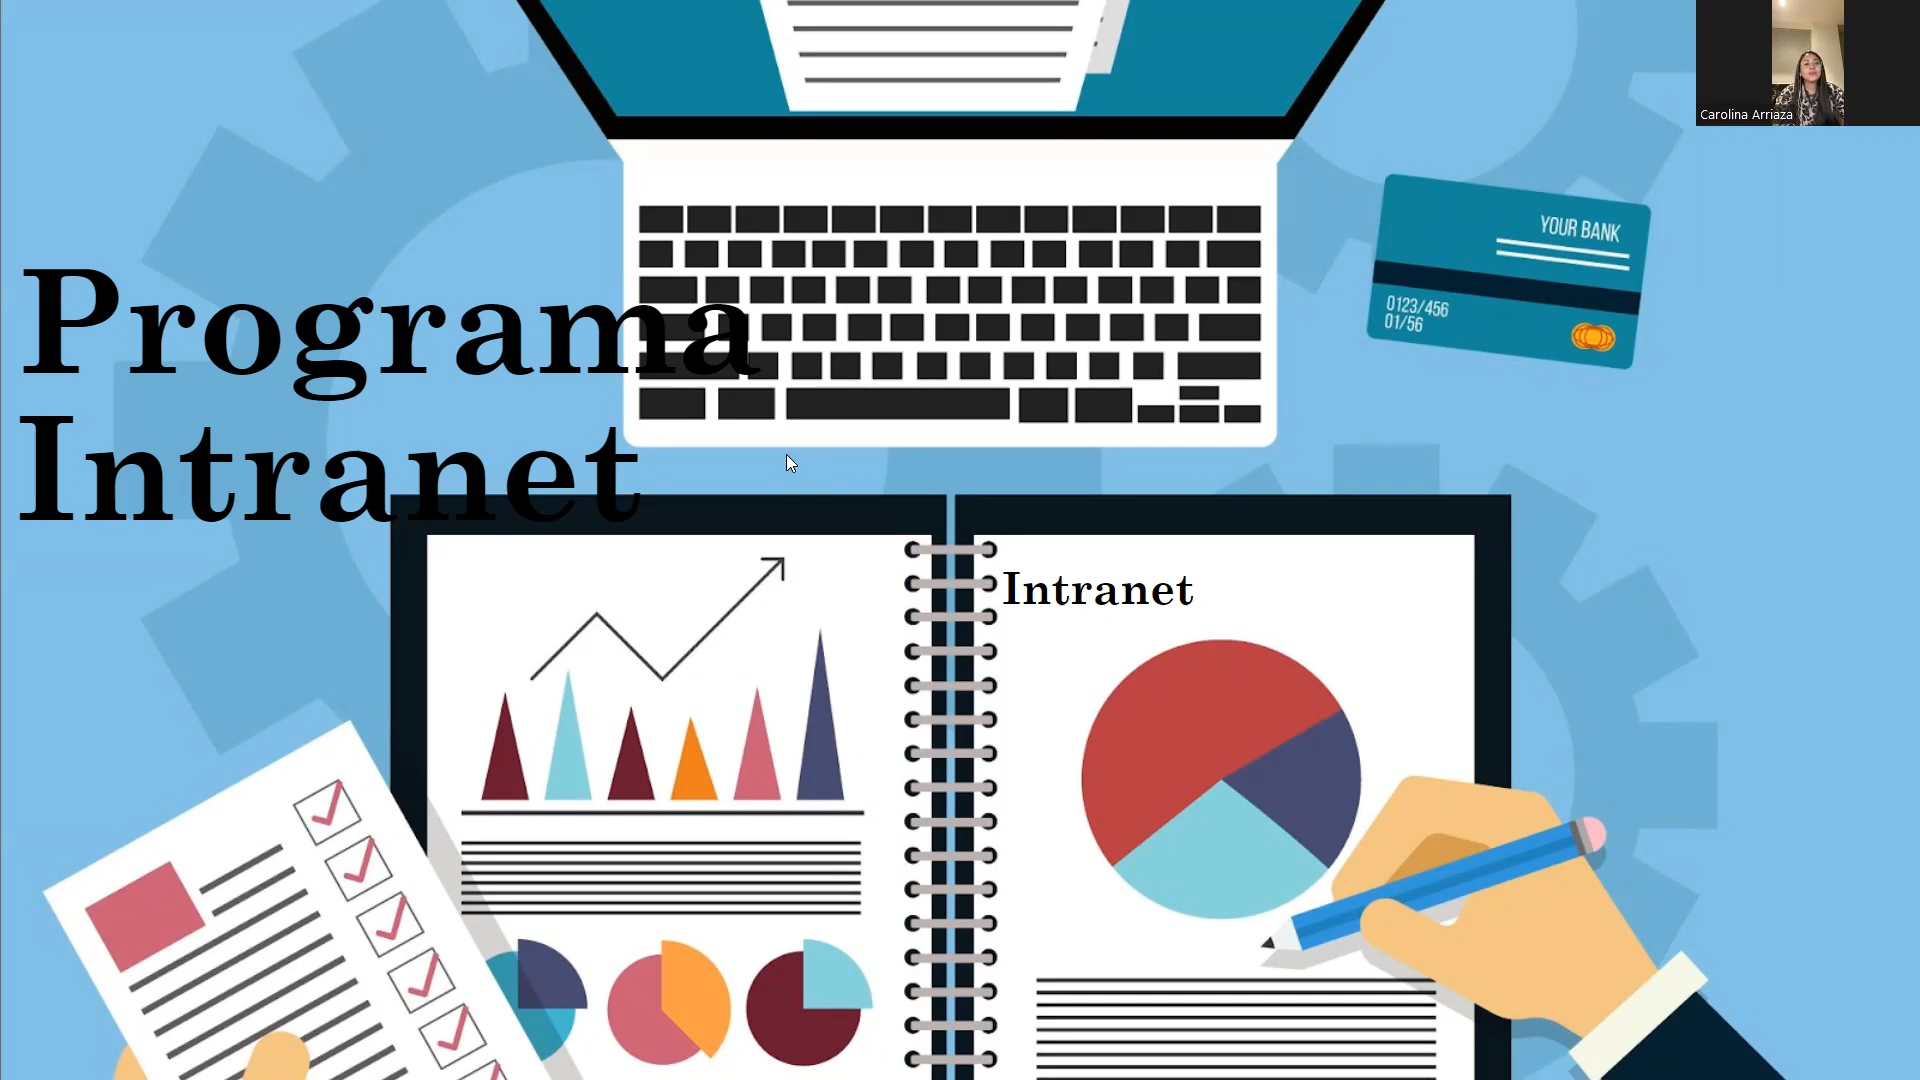 Carolina Arriaza
YOUR BANK
0123/456
01/56
Programa
Intranet
Intranet